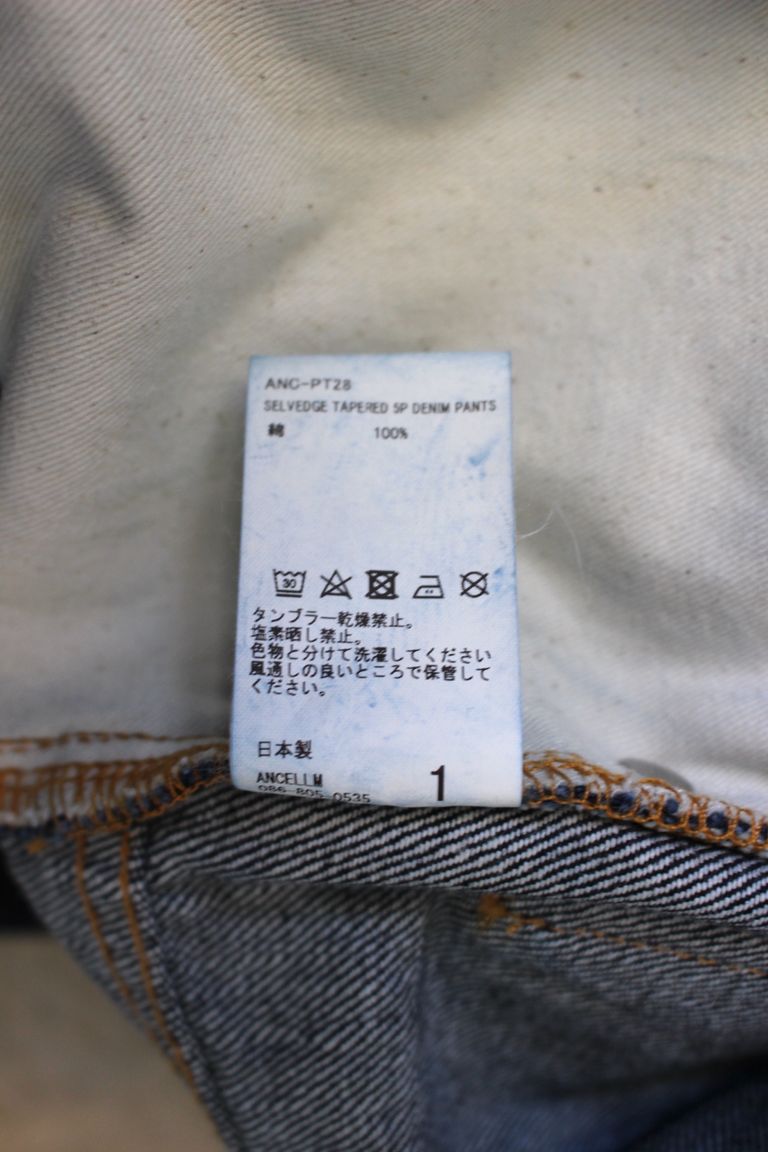 ANC-PT28
SELVEDGE TAPERED 5P DENIM PANTS
綿 100%
30
タンブラー乾燥禁止。
塩素晒し禁止。
色物と分けて洗濯してください
風通しの良いところで保管して
ください。
日本製
ANCELLM 1
086-805-0535